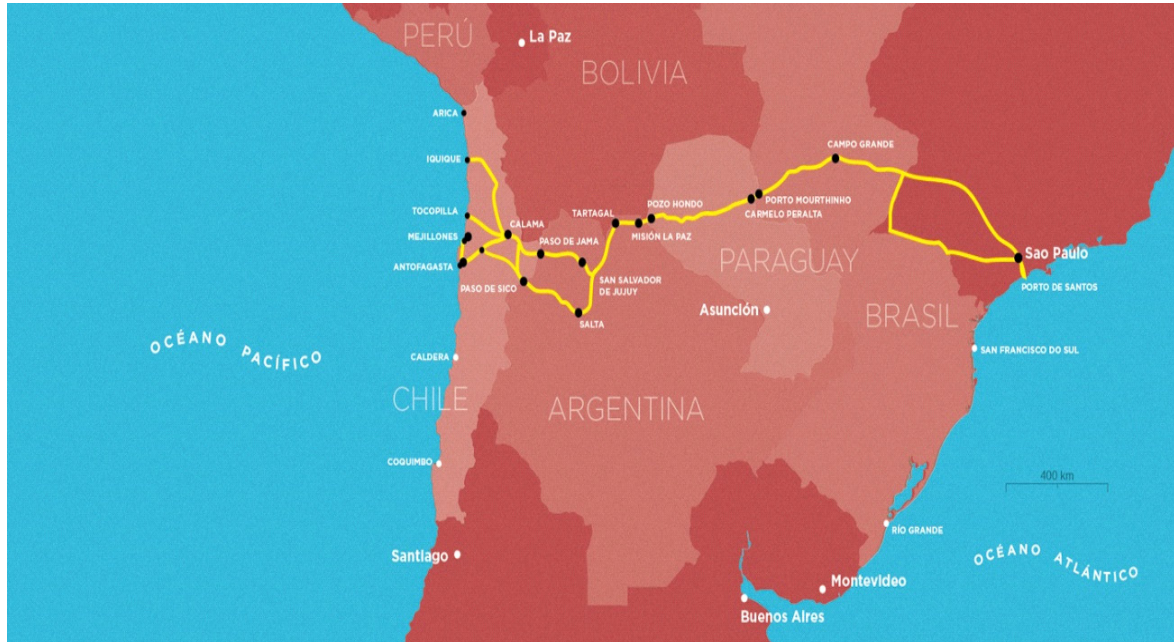 PERÚ
La Paz
BOLIVIA
ARICA
CAMPO GRANDE
IQUIQUE
PORTO MOURTHINHO
POZO HONDO
CARMELO PERALTA
TOCOPILLA
TARTAGAL
CALAMA
MISIÓN LA PAZ
MEJILLONES
PASO DE JAMA
PARAGUAY
Sao Paulo
ANTOFAGASTA
SAN SALVADOR
DE JUJUY
PASO DE SICO
PORTO DE SANTOS
Asunción
BRASIL
SALTA
OCÉANO PACÍFICO
SAN FRANCISCO DO SUL
CALDERA
CHILE
ARGENTINA
COQUIMBO
400 km
RÍO GRANDE
Santiago
OCÉANO ATLÁNTICO
Montevideo
Buenos Aires